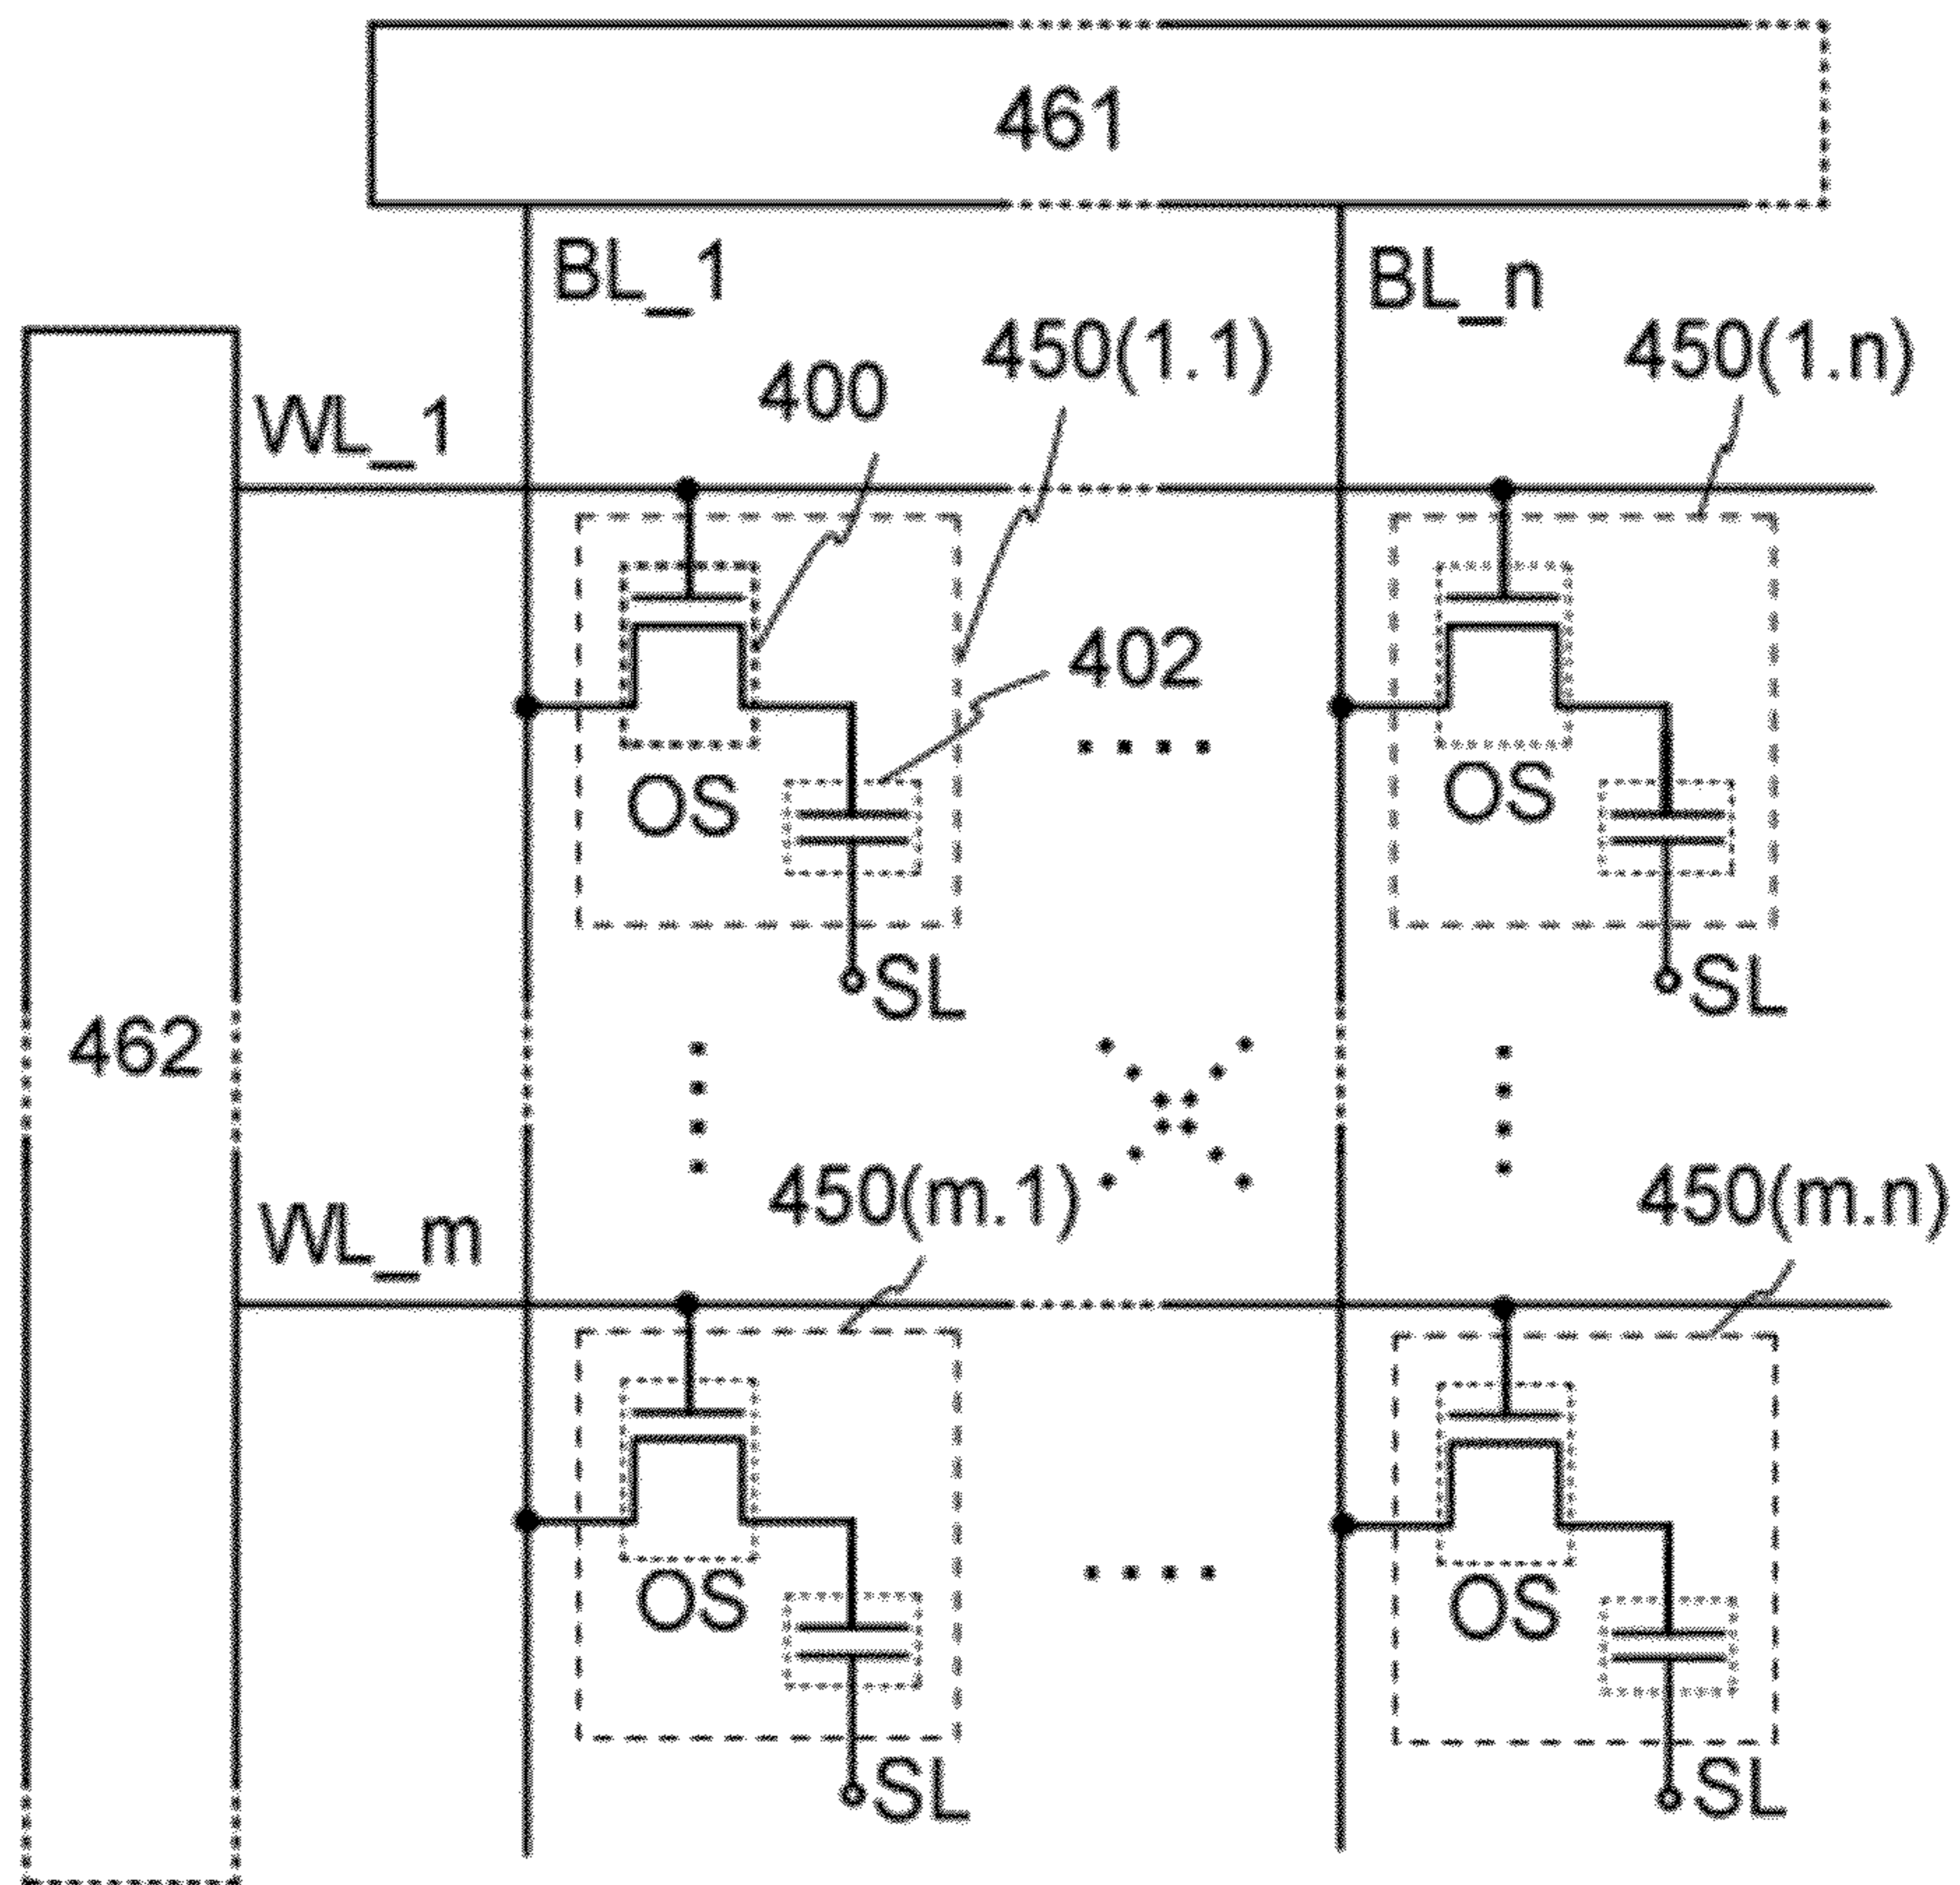 461
BL_1
BL_n
450(1.1)
450(1.n)
400
WL_1
402
OS
OS
SL
SL
462
450(m.1)
450(m.n)
WL_m
OS
OS
SL
SL